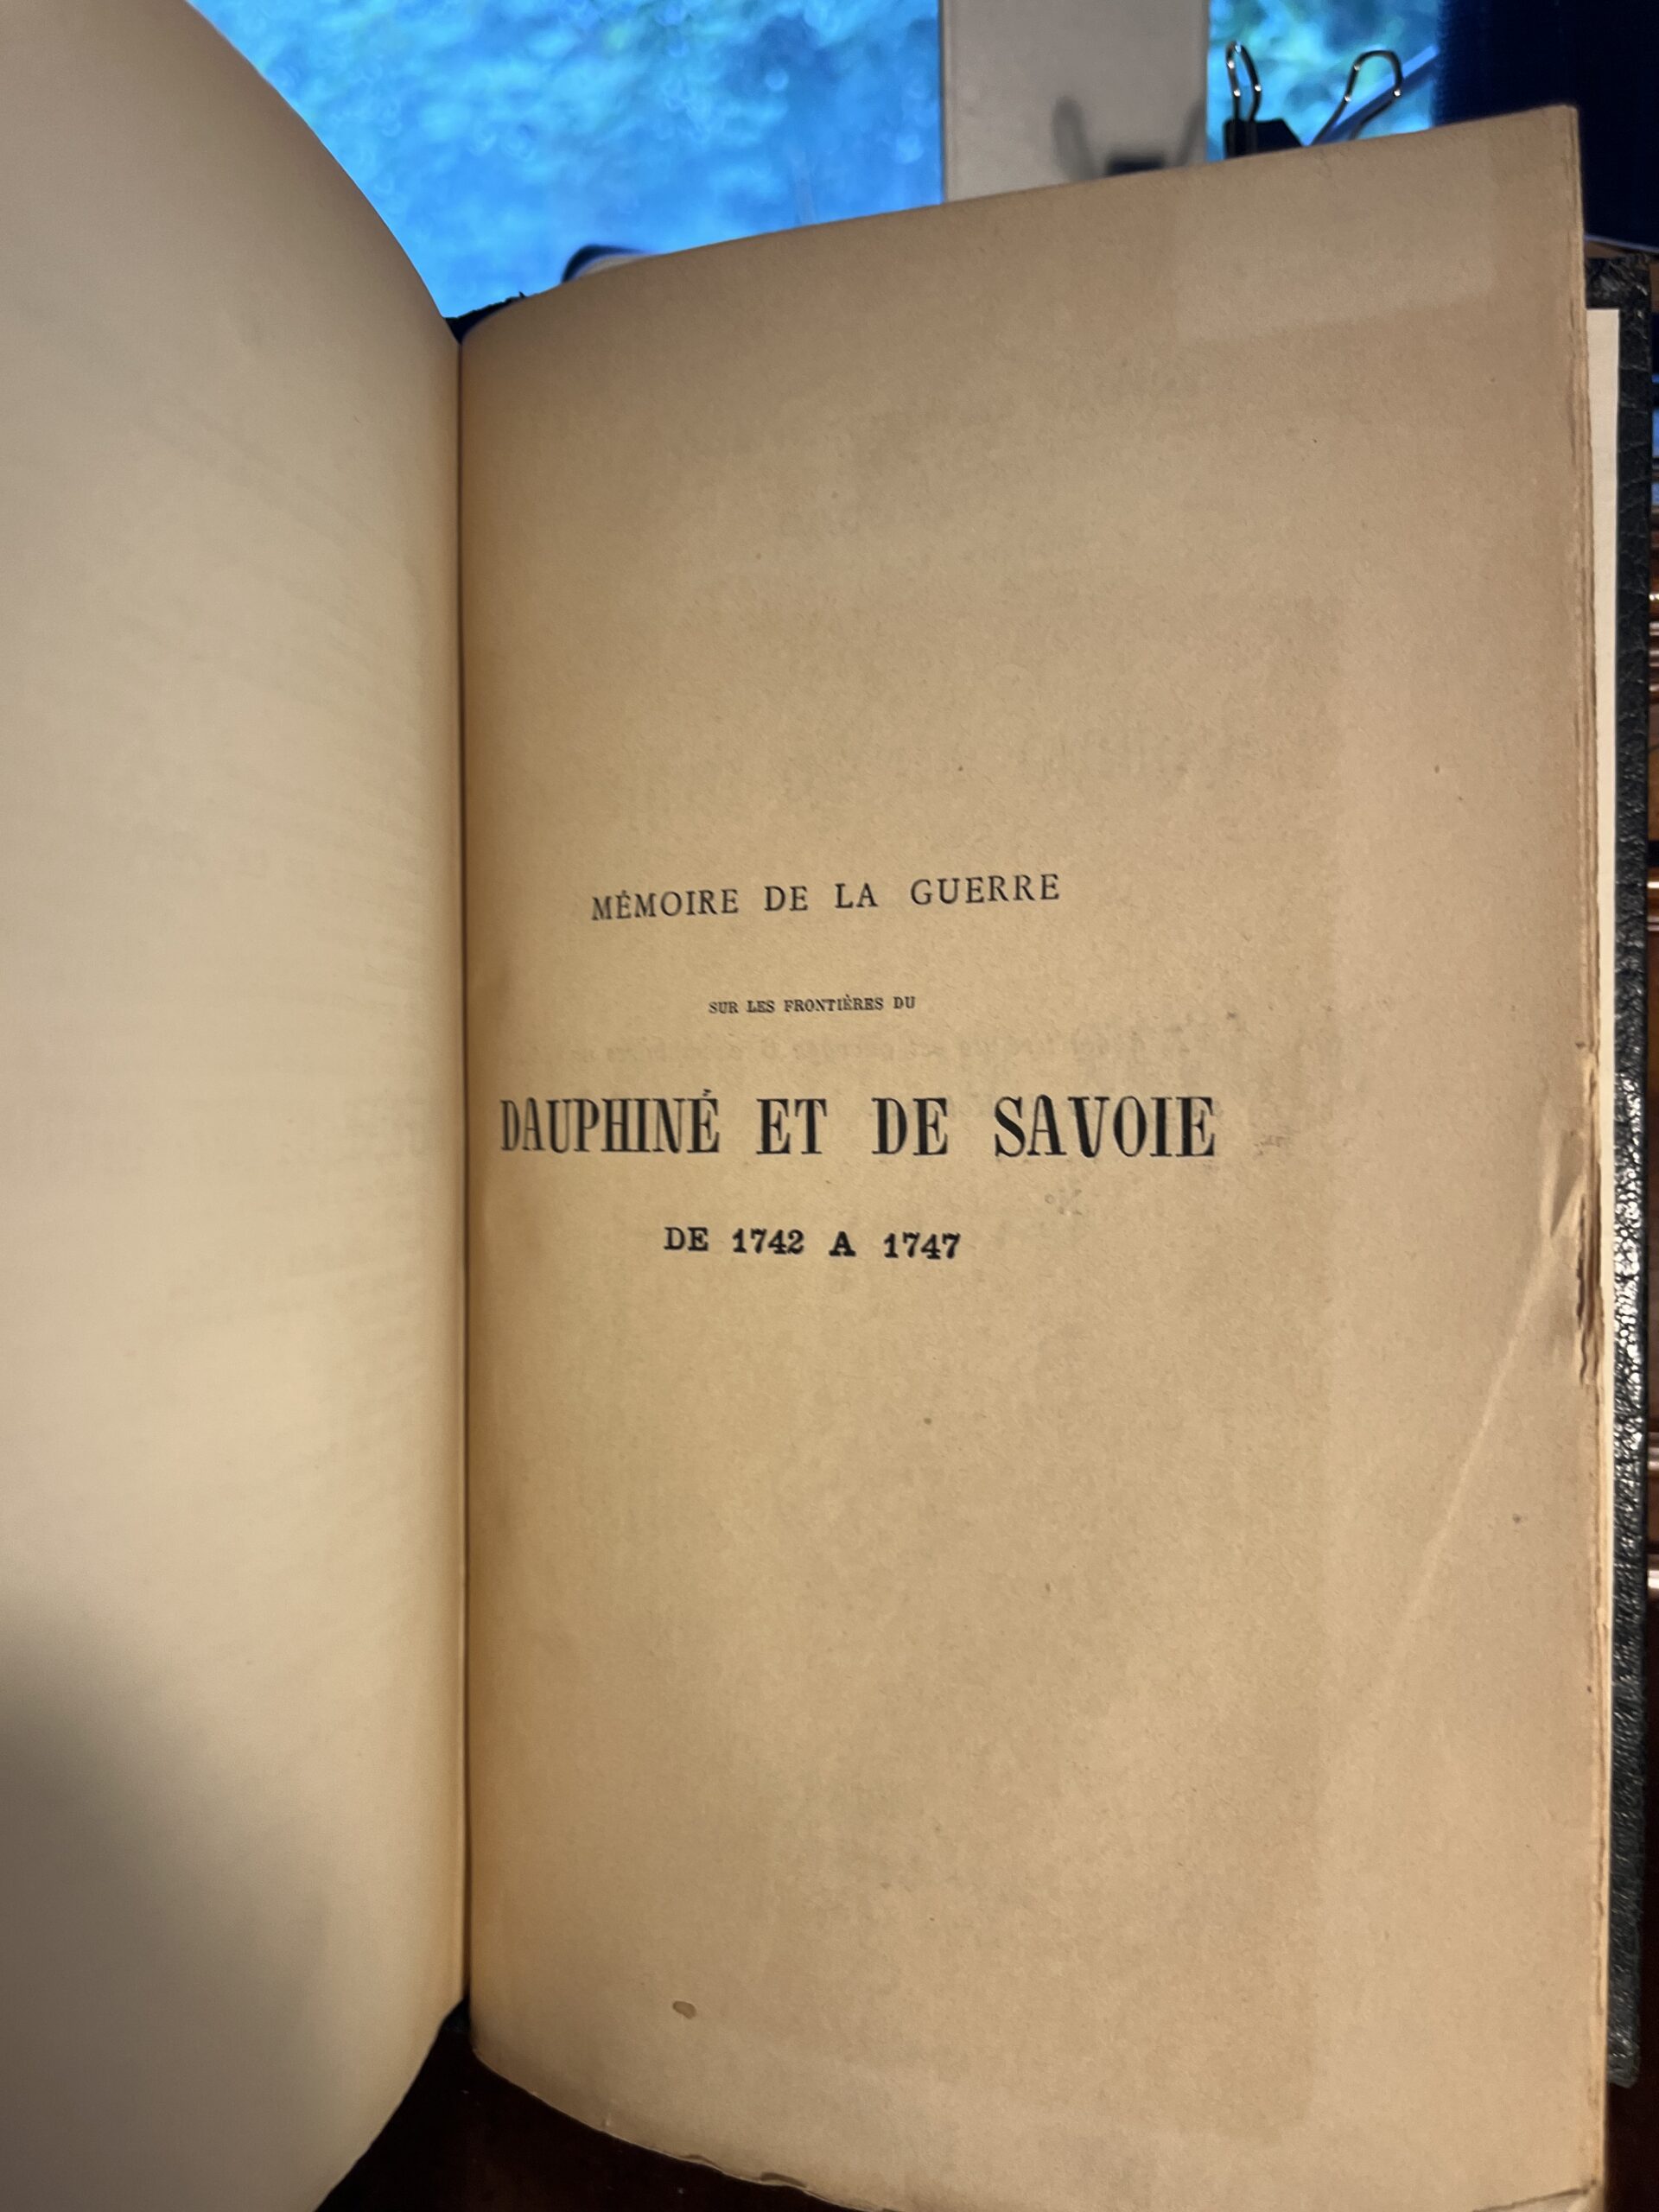 MÉMOIRE DE LA GUERRE
SUR LES FRONTIÈRES DU
DAUPHINÉ ET DE SAVOIE
DE 1742 A 1747